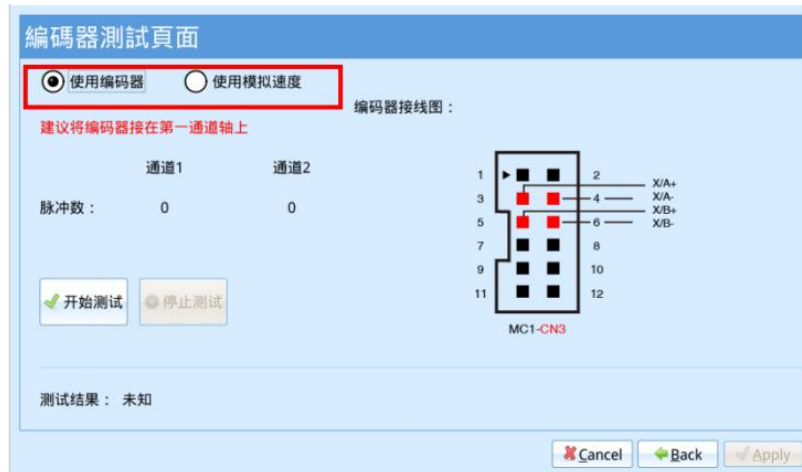 編碼器測試頁面
使用编码器 使用模拟速度
建议将编码器接在第一通道轴上
通道1 通道2
脉冲数： 0 0
开始测试 停止测试
测试结果： 未知
编码器接线图：
1 2 X/A+
3 4 X/A-
X/B+
5 6 X/B-
7 8
9 10
11 12
MC1-CN3
Cancel Back Apply